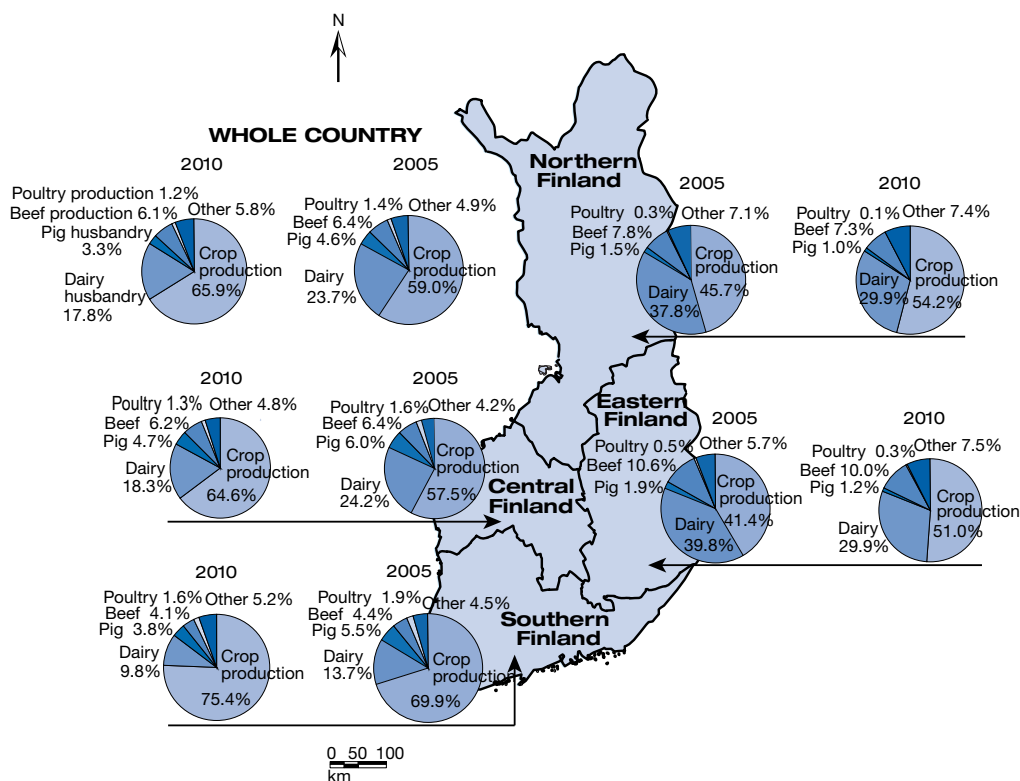 N
WHOLE COUNTRY
2010
Poultry production 1.2%
Beef production 6.1%
Pig husbandry
3.3%
Dairy
husbandry
17.8%
Other 5.8%
Crop
production
65.9%
2005
Poultry 1.4%
Beef 6.4%
Pig 4.6%
Dairy
23.7%
Other 4.9%
Crop
production
59.0%
Northern
Finland
2005
Poultry 0.3%
Beef 7.8%
Pig 1.5%
Dairy
37.8%
Other 7.1%
Crop
production
45.7%
2010
Poultry 0.1%
Beef 7.3%
Pig 1.0%
Dairy
29.9%
Other 7.4%
Crop
production
54.2%
2010
Poultry 1.3%
Beef 6.2%
Pig 4.7%
Dairy
18.3%
Other 4.8%
Crop
production
64.6%
2005
Poultry 1.6%
Beef 6.4%
Pig 6.0%
Dairy
24.2%
Other 4.2%
Crop
production
57.5%
Central
Finland
Eastern
Finland
2005
Poultry 0.5%
Beef 10.6%
Pig 1.9%
Dairy
39.8%
Other 5.7%
Crop
production
41.4%
2010
Poultry 0.3%
Beef 10.0%
Pig 1.2%
Dairy
29.9%
Other 7.5%
Crop
production
51.0%
2010
Poultry 1.6%
Beef 4.1%
Pig 3.8%
Dairy
9.8%
Other 5.2%
Crop
production
75.4%
2005
Poultry 1.9%
Beef 4.4%
Pig 5.5%
Dairy
13.7%
Other 4.5%
Crop
production
69.9%
Southern
Finland
0 50 100
km